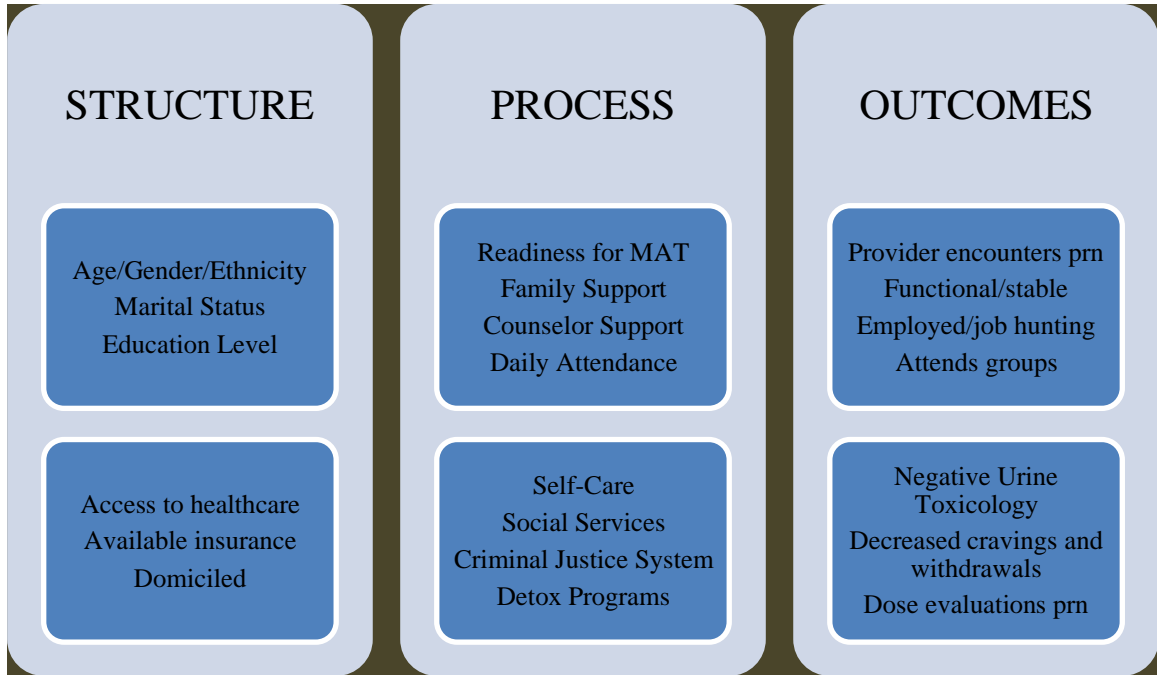 STRUCTURE
Age/Gender/Ethnicity
Marital Status
Education Level
Access to healthcare
Available insurance
Domiciled
PROCESS
Readiness for MAT
Family Support
Counselor Support
Daily Attendance
Self-Care
Social Services
Criminal Justice System
Detox Programs
OUTCOMES
Provider encounters prn
Functional/stable
Employed/job hunting
Attends groups
Negative Urine
Toxicology
Decreased cravings and
withdrawals
Dose evaluations prn